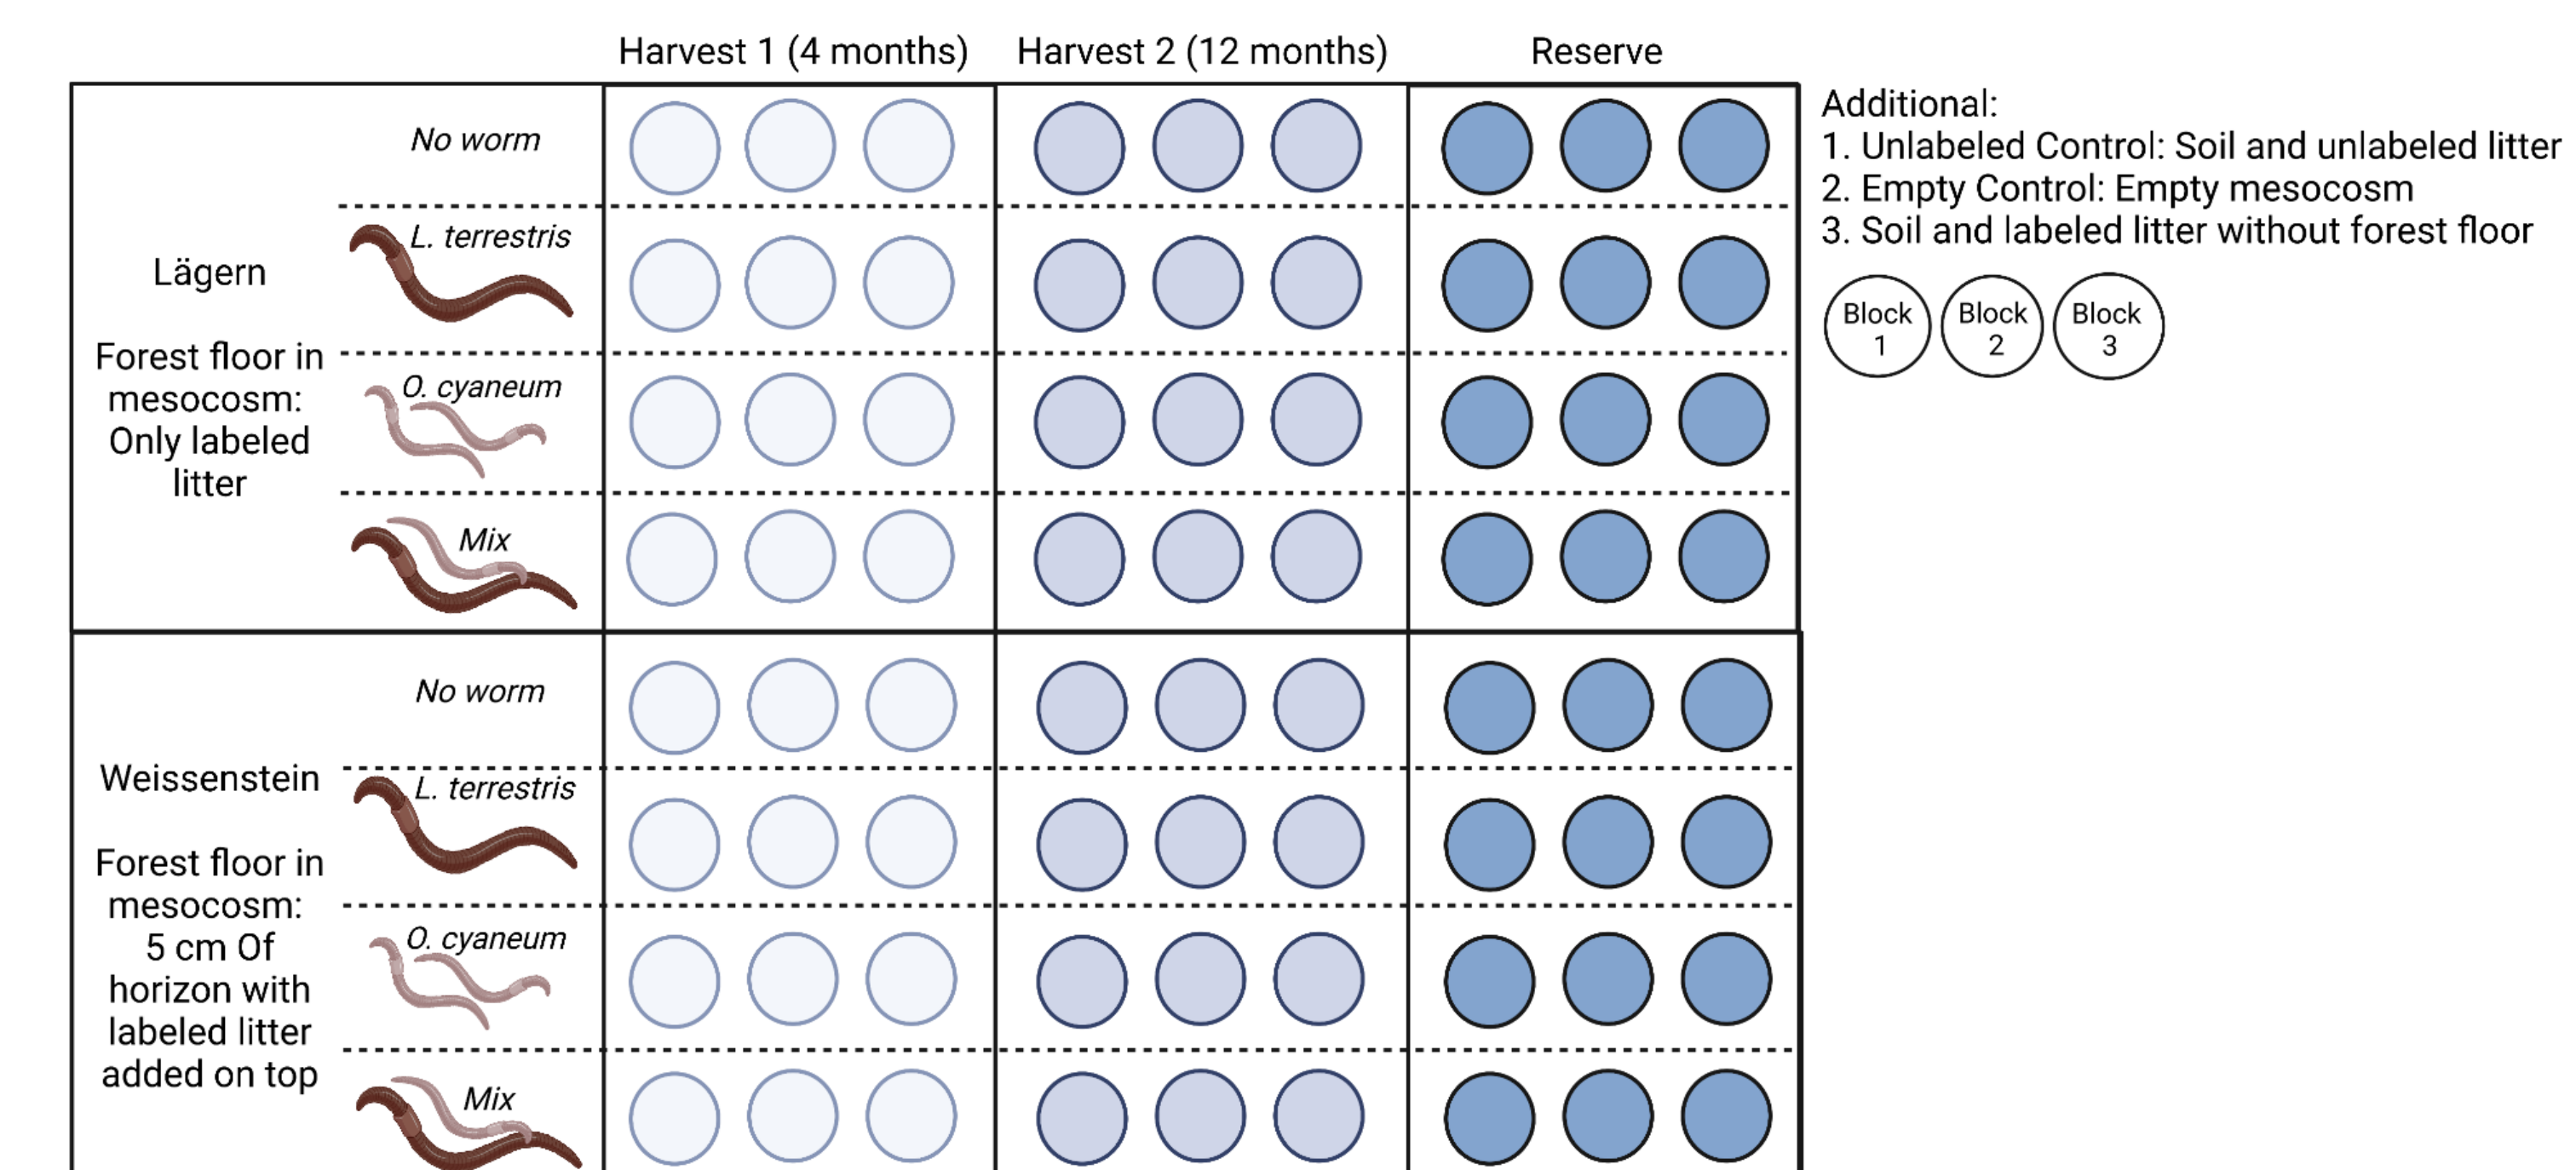 Harvest 1 (4 months)
Harvest 2 (12 months)
Reserve
Lägern
Forest floor in
mesocosm:
Only labeled
litter
No worm
L. terrestris
O. cyaneum
Mix
Weissenstein
Forest floor in
mesocosm:
5 cm Of
horizon with
labeled litter
added on top
No worm
L. terrestris
O. cyaneum
Mix
Additional:
1. Unlabeled Control: Soil and unlabeled litter
2. Empty Control: Empty mesocosm
3. Soil and labeled litter without forest floor
Block
1
Block
2
Block
3